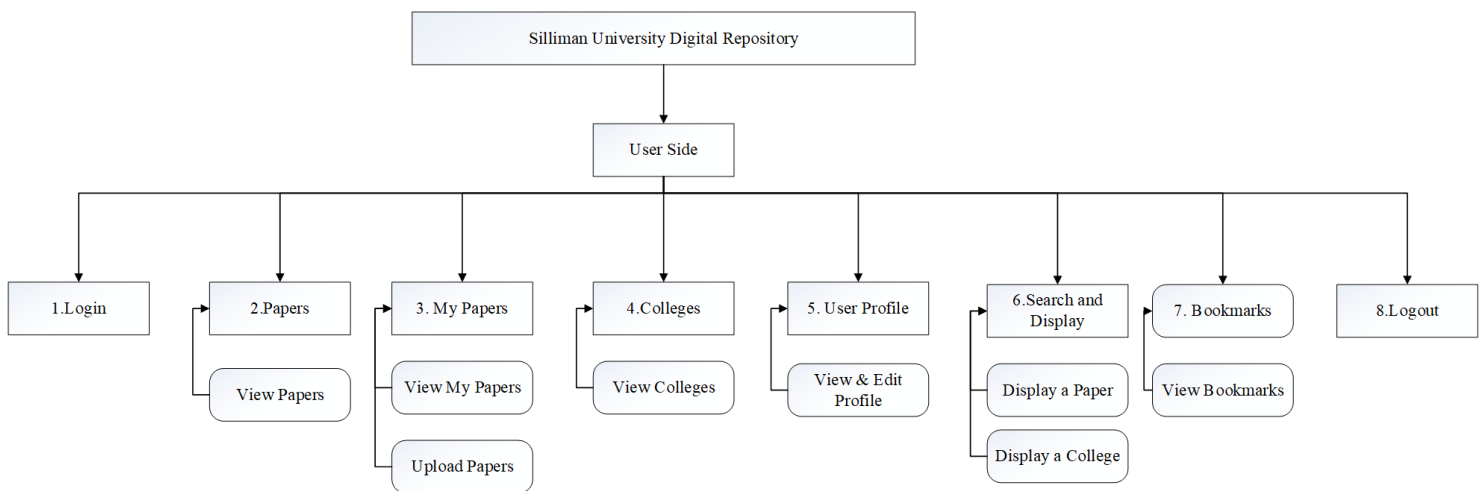 Silliman University Digital Repository
User Side
1.Login
2.Papers
3. My Papers
4.Colleges
5. User Profile
6.Search and
Display
7. Bookmarks
8.Logout
View Papers
View My Papers
View Colleges
View & Edit
Profile
Display a Paper
View Bookmarks
Upload Papers
Display a College